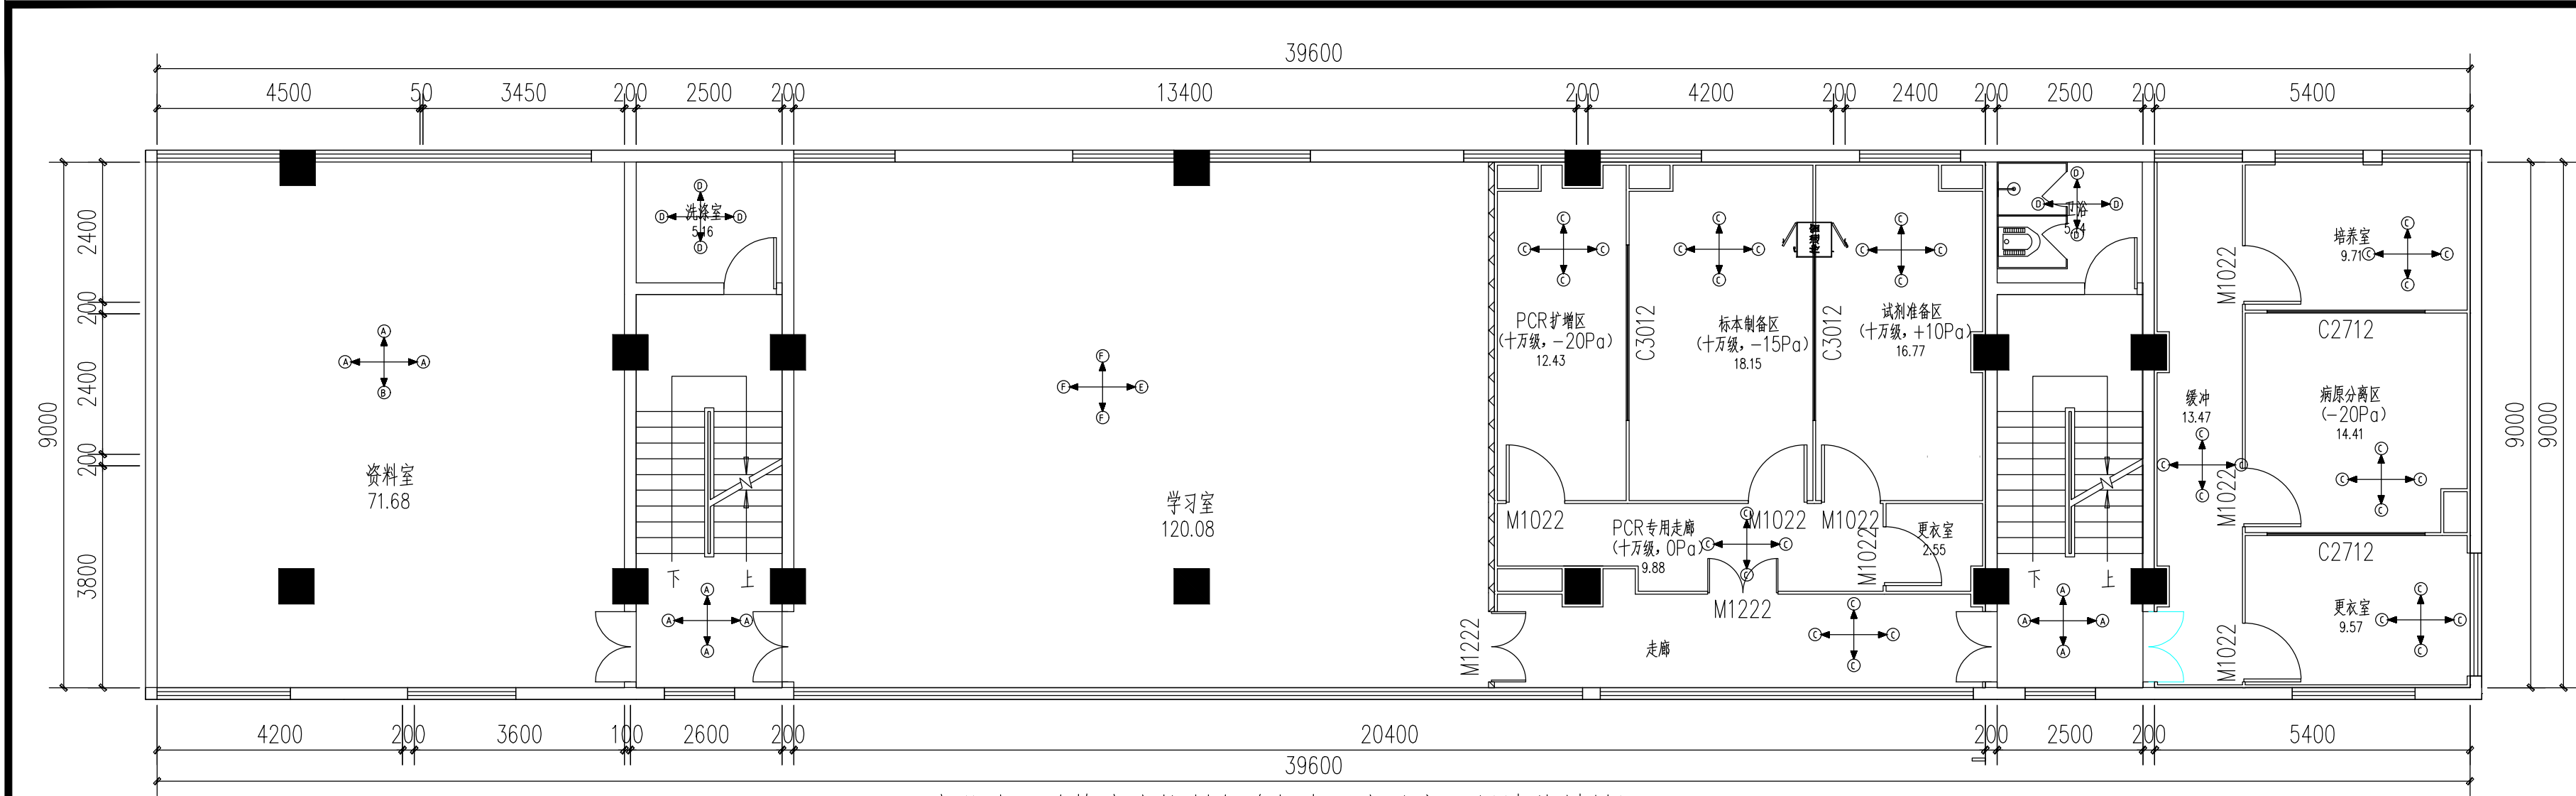 39600
4500 50 3450 200 2500 200 13400 200 4200 200 2400 200 2500 200 5400
9000
2400
200
2400
200
3800
资料室
71.68
A
A
A
B
洗涤室
5.16
D
D
D
D
下 上
A
A
A
A
学习室
120.08
F
F
E
F
M1222
PCR扩增区
(十万级，-20Pa)
12.43
C
C
C
C
M1022
C3012
标本制备区
(十万级，-15Pa)
18.15
C
C
C
C
M1022
传递窗
C3012
试剂准备区
(十万级，+10Pa)
16.77
C
C
C
C
M1022
PCR专用走廊
(十万级，0Pa)
9.88
C
C
C
C
M1222
M1022
更衣室
2.55
走廊
C
C
C
C
卫浴
D
D
D
D
下 上
A
A
A
A
缓冲
13.47
C
C
C
C
M1022
M1022
M1022
培养室
9.71
C
C
C
C
C2712
病原分离区
(-20Pa)
14.41
C
C
C
C
C2712
更衣室
9.57
C
C
C
C
9000
9000
4200 200 3600 100 2600 200 20400 200 2500 200 5400
39600